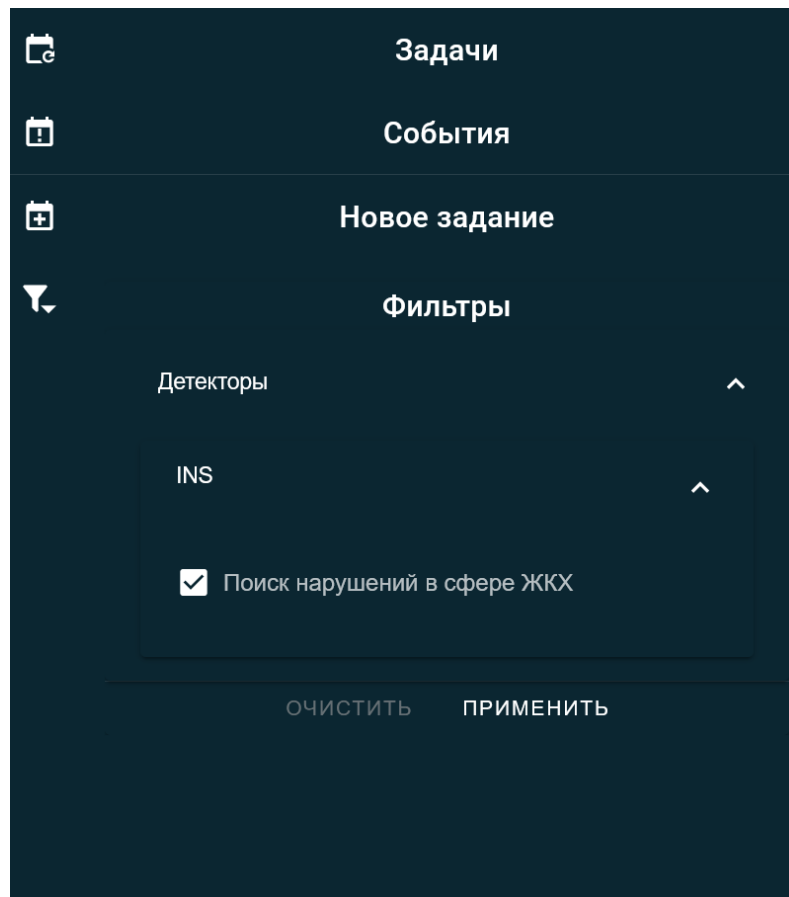 Задачи
События
Новое задание
Фильтры
Детекторы
INS
Поиск нарушений в сфере ЖКХ
ОЧИСТИТЬ ПРИМЕНИТЬ